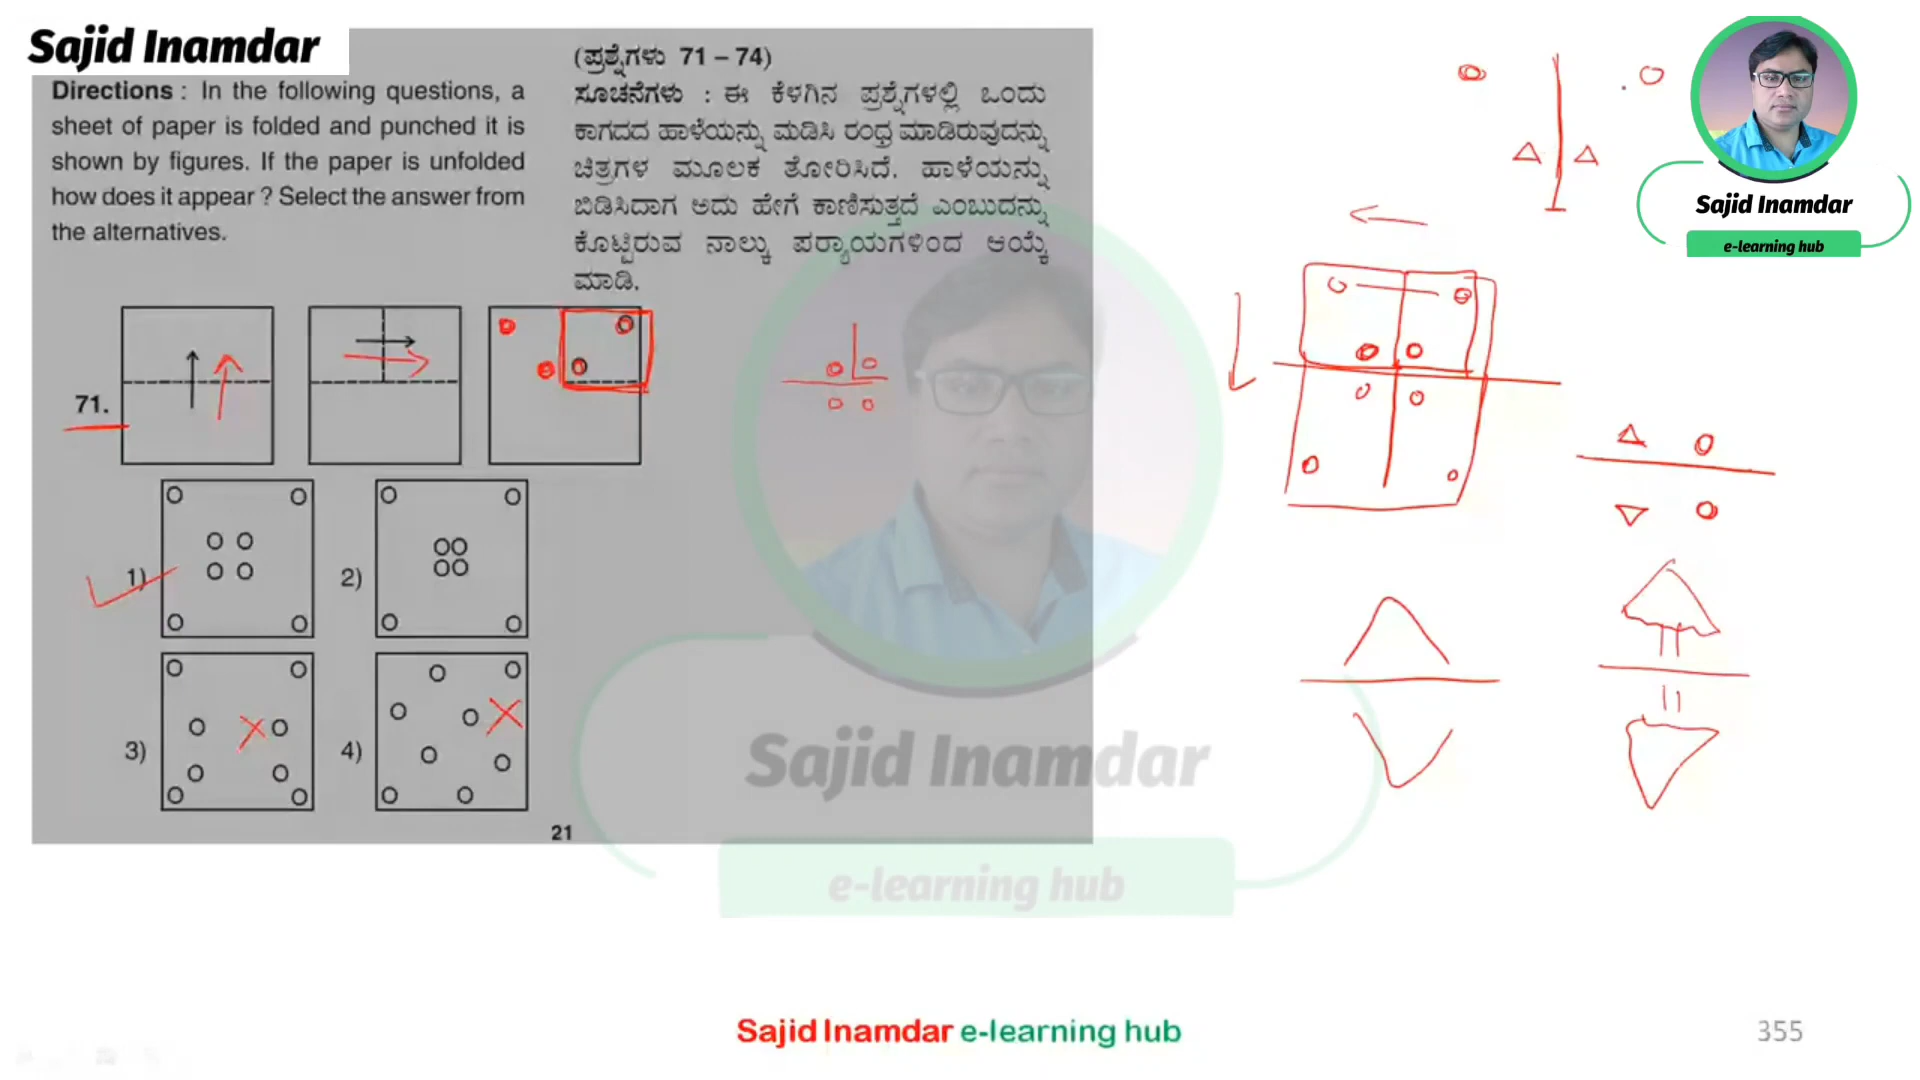 Sajid Inamdar
Directions : In the following questions, a
sheet of paper is folded and punched it is
shown by figures. If the paper is unfolded
how does it appear ? Select the answer from
the alternatives.
(ಪ್ರಶ್ನೆಗಳು 71 – 74)
ಸೂಚನೆಗಳು : ಈ ಕೆಳಗಿನ ಪ್ರಶ್ನೆಗಳಲ್ಲಿ ಒಂದು
ಕಾಗದದ ಹಾಳೆಯನ್ನು ಮಡಿಸಿ ರಂಧ್ರ ಮಾಡಿರುವುದನ್ನು
ಚಿತ್ರಗಳ ಮೂಲಕ ತೋರಿಸಿದೆ. ಹಾಳೆಯನ್ನು
ಬಿಡಿಸಿದಾಗ ಅದು ಹೇಗೆ ಕಾಣಿಸುತ್ತದೆ ಎಂಬುದನ್ನು
ಕೊಟ್ಟಿರುವ ನಾಲ್ಕು ಪರ‍್ಯಾಯಗಳಿಂದ ಆಯ್ಕೆ
ಮಾಡಿ.
71.
1)
2)
3)
4)
21
Sajid Inamdar
e-learning hub
Sajid Inamdar
e-learning hub
Sajid Inamdar e-learning hub
355